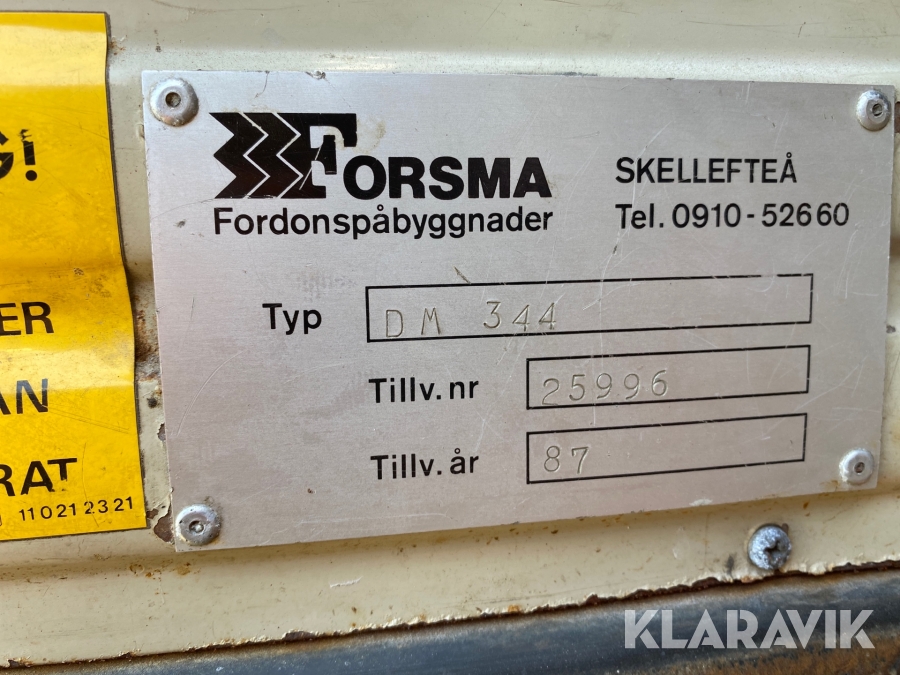 G!
ER
AN
RAT
11021 2321
FORSMA
Fordonspåbyggnader
SKELLEFTEÅ
Tel. 0910-52660
Typ DM 344
Tillv.nr 25996
Tillv.år 87
KLARAVIK